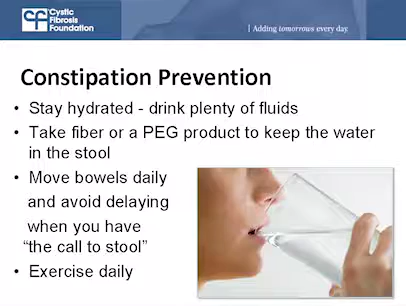 Cystic
Fibrosis
Foundation
| Adding tomorrows every day.
Constipation Prevention
• Stay hydrated - drink plenty of fluids
• Take fiber or a PEG product to keep the water
in the stool
• Move bowels daily
and avoid delaying
when you have
“the call to stool”
• Exercise daily